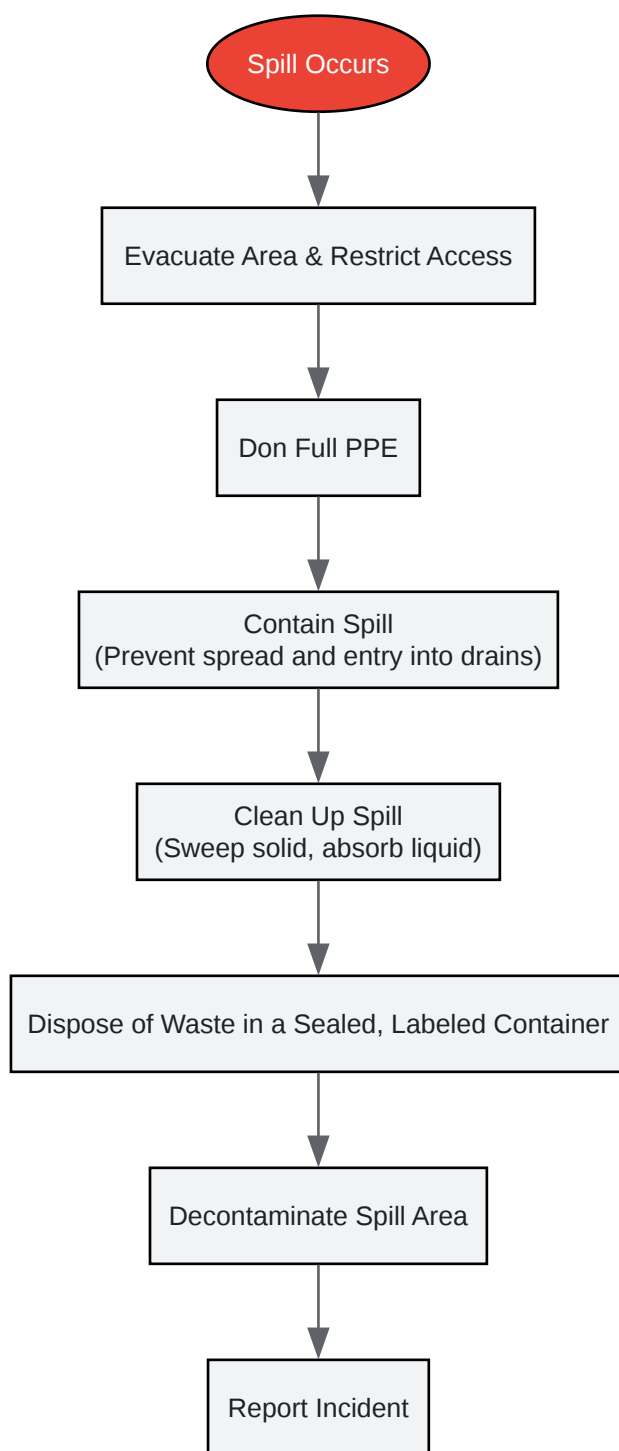 Spill Occurs
Evacuate Area & Restrict Access
Don Full PPE
Contain Spill
(Prevent spread and entry into drains)
Clean Up Spill
(Sweep solid, absorb liquid)
Dispose of Waste in a Sealed, Labeled Container
Decontaminate Spill Area
Report Incident